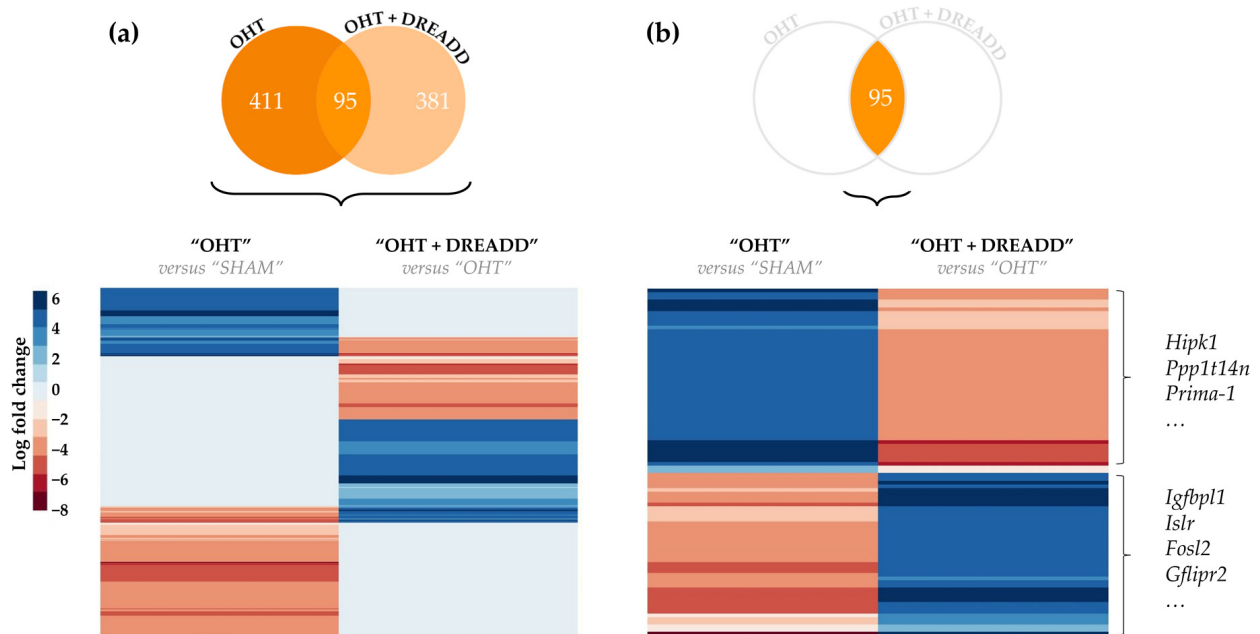 (a)
OHT
OHT + DREADD
411
95
381
"OHT"
versus "SHAM"
"OHT + DREADD"
versus "OHT"
Log fold change
6
4
2
0
−2
−4
−6
−8
(b)
OHT
OHT + DREADD
95
"OHT"
versus "SHAM"
"OHT + DREADD"
versus "OHT"
Hipk1
Ppp1t14n
Prima-1
…
Igfbpl1
Islr
Fosl2
Gflipr2
…